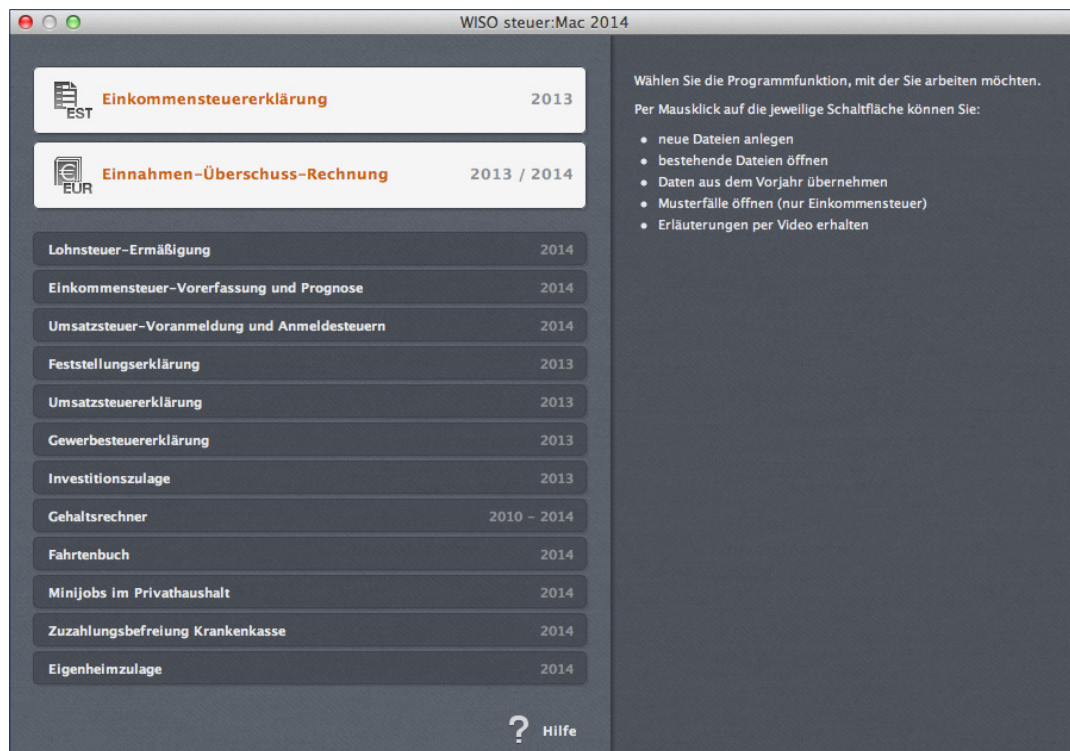 WISO steuer:Mac 2014
EST
Einkommensteuererklärung 2013
EÜR
Einnahmen-Überschuss-Rechnung 2013 / 2014
Lohnsteuer-Ermäßigung 2014
Einkommensteuer-Vorerfassung und Prognose 2014
Umsatzsteuer-Voranmeldung und Anmeldesteuern 2014
Feststellungserklärung 2013
Umsatzsteuererklärung 2013
Gewerbesteuererklärung 2013
Investitionszulage 2013
Gehaltsrechner 2010 - 2014
Fahrtenbuch 2014
Minijobs im Privathaushalt 2014
Zuzahlungsbefreiung Krankenkasse 2014
Eigenheimzulage 2014
? Hilfe
Wählen Sie die Programmfunktion, mit der Sie arbeiten möchten.
Per Mausklick auf die jeweilige Schaltfläche können Sie:
• neue Dateien anlegen
• bestehende Dateien öffnen
• Daten aus dem Vorjahr übernehmen
• Musterfälle öffnen (nur Einkommensteuer)
• Erläuterungen per Video erhalten